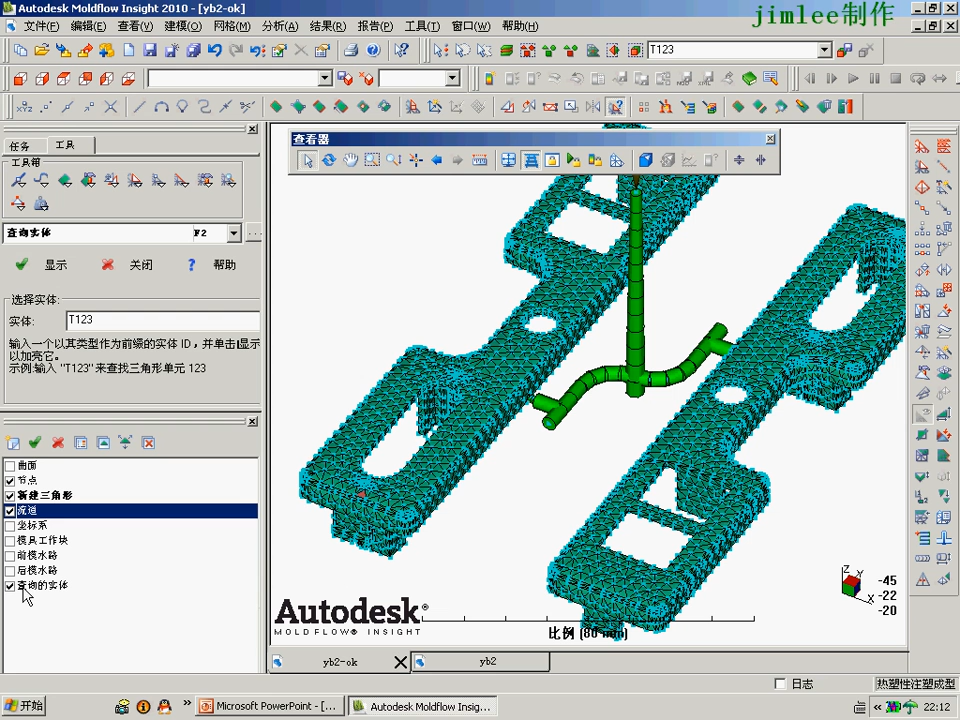 Autodesk Moldflow Insight 2010 - [yb2-ok]
jimlee制作
文件(F) 编辑(E) 查看(V) 建模(O) 网格(M) 分析(A) 结果(R) 报告(P) 工具(T) 窗口(W) 帮助(H)
T123
任务 工具
查看器
工具箱
查询实体 F2
显示 关闭 ? 帮助
选择实体:
实体: T123
输入一个以其类型作为前缀的实体 ID，并单击显示
以加亮它。
示例:输入 "T123"来查找三角形单元 123
曲面
节点
新建三角形
流道
坐标系
模具工作块
前模水路
后模水路
查询的实体
Z Y X
-45
-22
-20
Autodesk®
MOLDFLOW® INSIGHT
比例 (80 mm)
yb2-ok yb2
日志 热塑性注塑成型
开始 Microsoft PowerPoint - [... Autodesk Moldflow Insig... 22:12